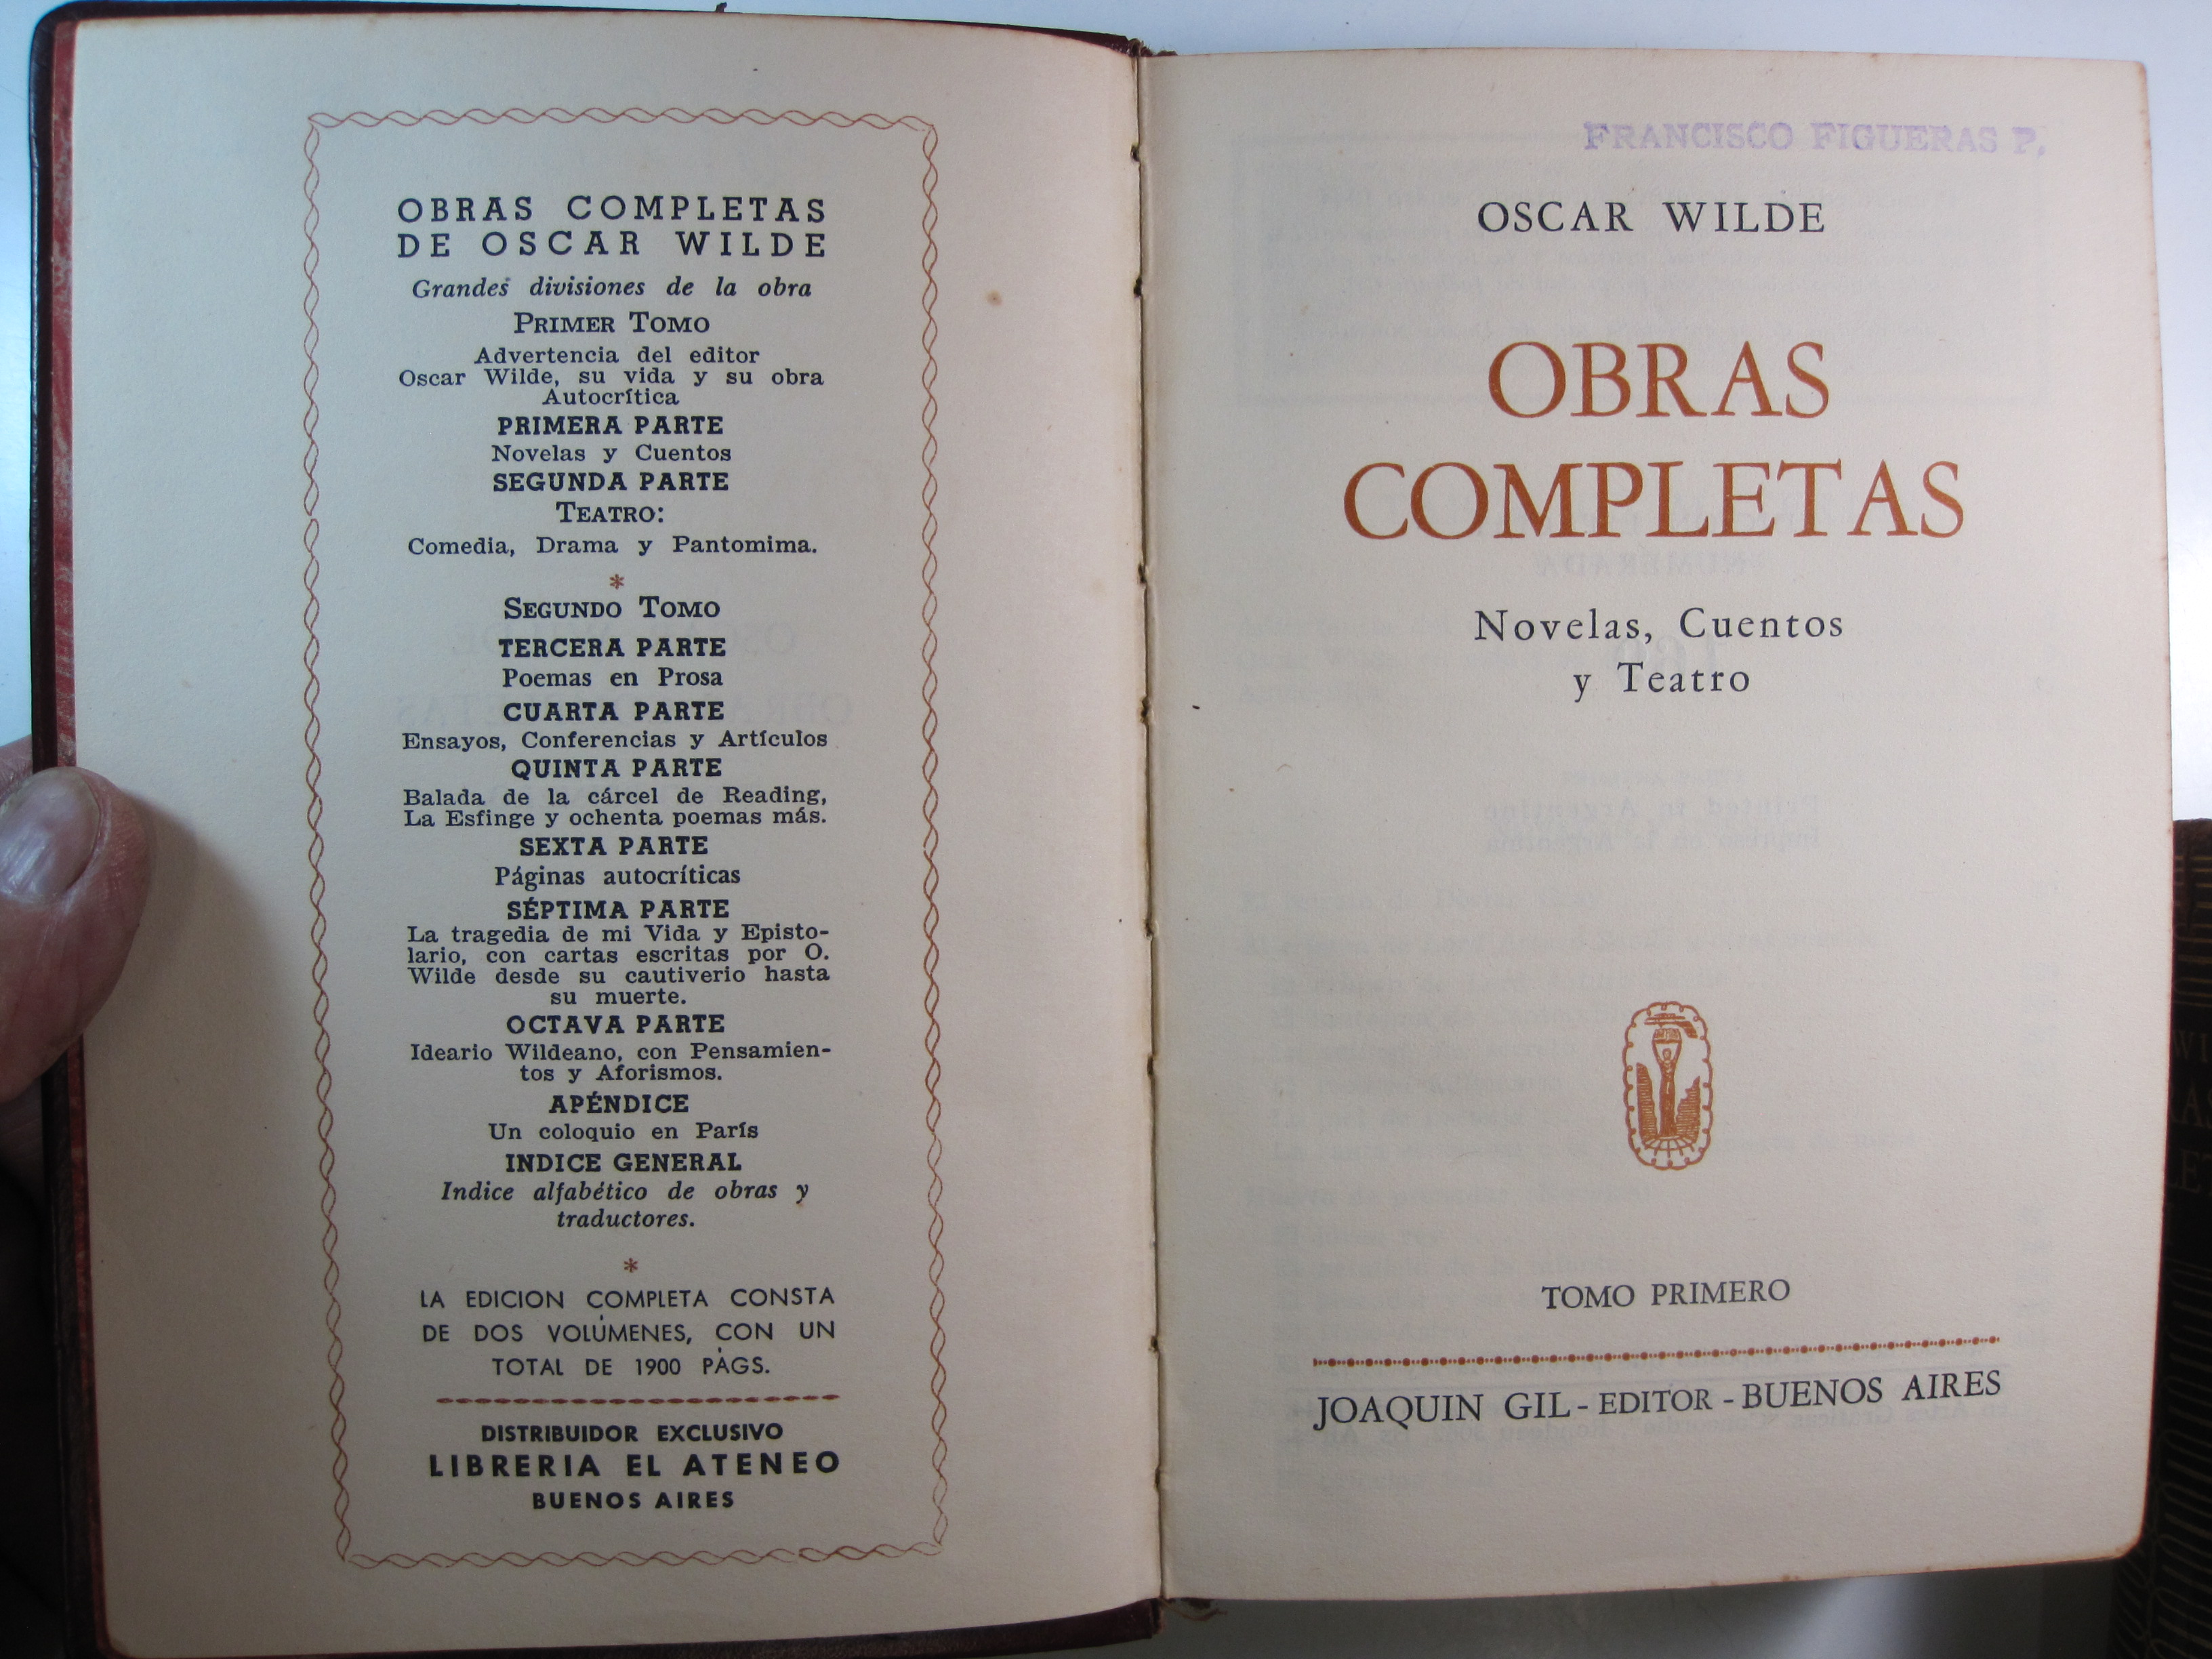 OBRAS COMPLETAS
DE OSCAR WILDE
Grandes divisiones de la obra
PRIMER TOMO
Advertencia del editor
Oscar Wilde, su vida y su obra
Autocrítica
PRIMERA PARTE
Novelas y Cuentos
SEGUNDA PARTE
TEATRO:
Comedia, Drama y Pantomima.
*
SEGUNDO TOMO
TERCERA PARTE
Poemas en Prosa
CUARTA PARTE
Ensayos, Conferencias y Artículos
QUINTA PARTE
Balada de la cárcel de Reading,
La Esfinge y ochenta poemas más.
SEXTA PARTE
Páginas autocríticas
SÉPTIMA PARTE
La tragedia de mi Vida y Episto-
lario, con cartas escritas por O.
Wilde desde su cautiverio hasta
su muerte.
OCTAVA PARTE
Ideario Wildeano, con Pensamien-
tos y Aforismos.
APÉNDICE
Un coloquio en París
INDICE GENERAL
Indice alfabético de obras y
traductores.
*
LA EDICION COMPLETA CONSTA
DE DOS VOLÚMENES, CON UN
TOTAL DE 1900 PÁGS.
DISTRIBUIDOR EXCLUSIVO
LIBRERIA EL ATENEO
BUENOS AIRES
FRANCISCO FIGUERAS P.
OSCAR WILDE
OBRAS
COMPLETAS
Novelas, Cuentos
y Teatro
TOMO PRIMERO
JOAQUIN GIL - EDITOR - BUENOS AIRES